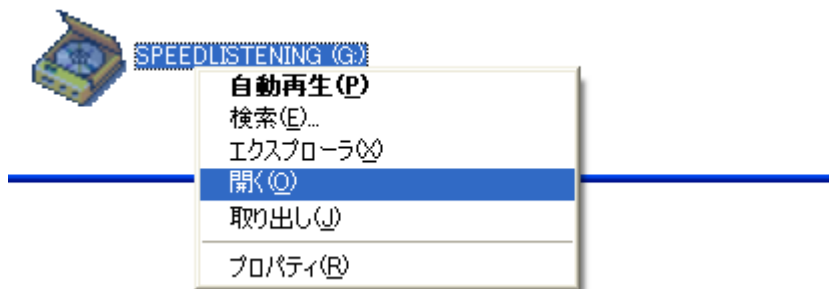 SPEEDLISTENING (G:)
自動再生(P)
検索(E)...
エクスプローラ(X)
開く(O)
取り出し(J)
プロパティ(R)